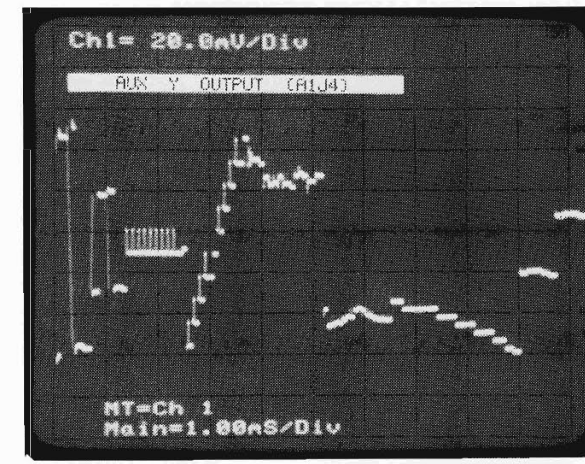 Ch1= 20.0mV/Div
AUX Y OUTPUT (A1J4)
MT=Ch 1
Main=1.00mS/Div